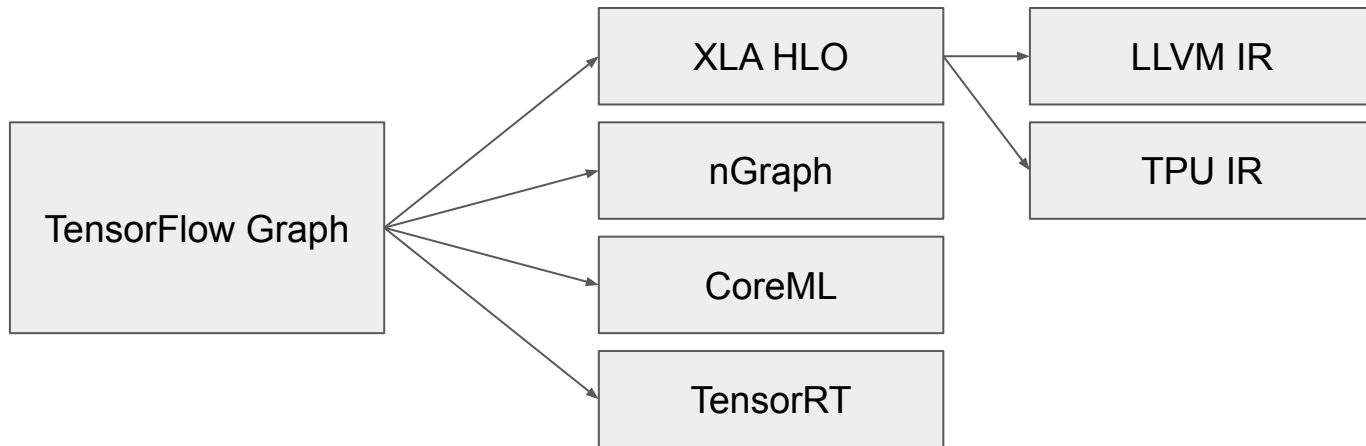 TensorFlow Graph
XLA HLO
nGraph
CoreML
TensorRT
LLVM IR
TPU IR